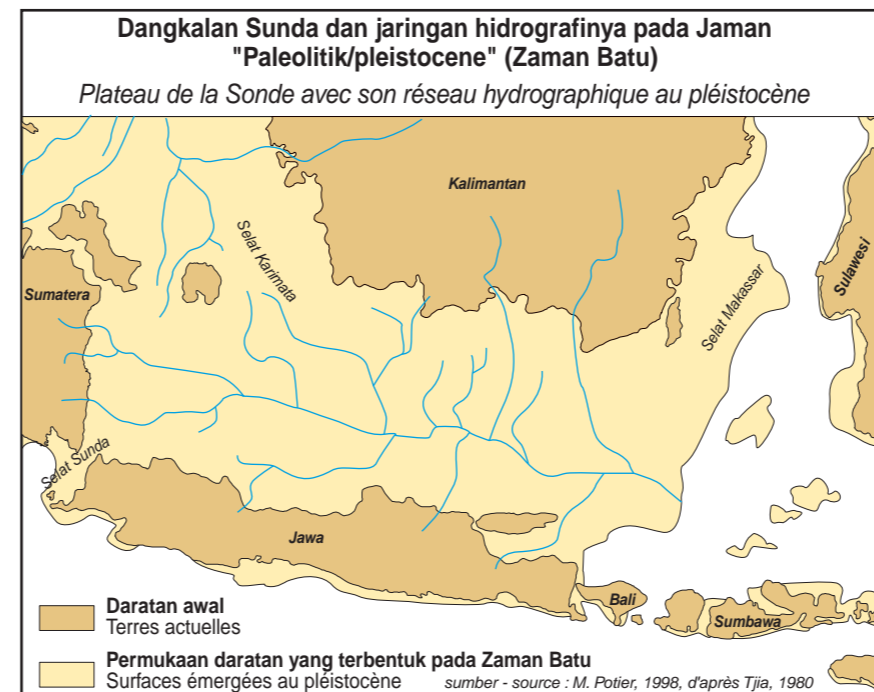 Dangkalan Sunda dan jaringan hidrografinya pada Jaman
"Paleolitik/pleistocene" (Zaman Batu)
Plateau de la Sonde avec son réseau hydrographique au pléistocène
Kalimantan
Selat Karimata
Sumatera
Sulawesi
Selat Makassar
Selat Sunda
Jawa
Bali
Sumbawa
Daratan awal
Terres actuelles
Permukaan daratan yang terbentuk pada Zaman Batu
Surfaces émergées au pléistocène
sumber - source : M. Potier, 1998, d'après Tjia, 1980